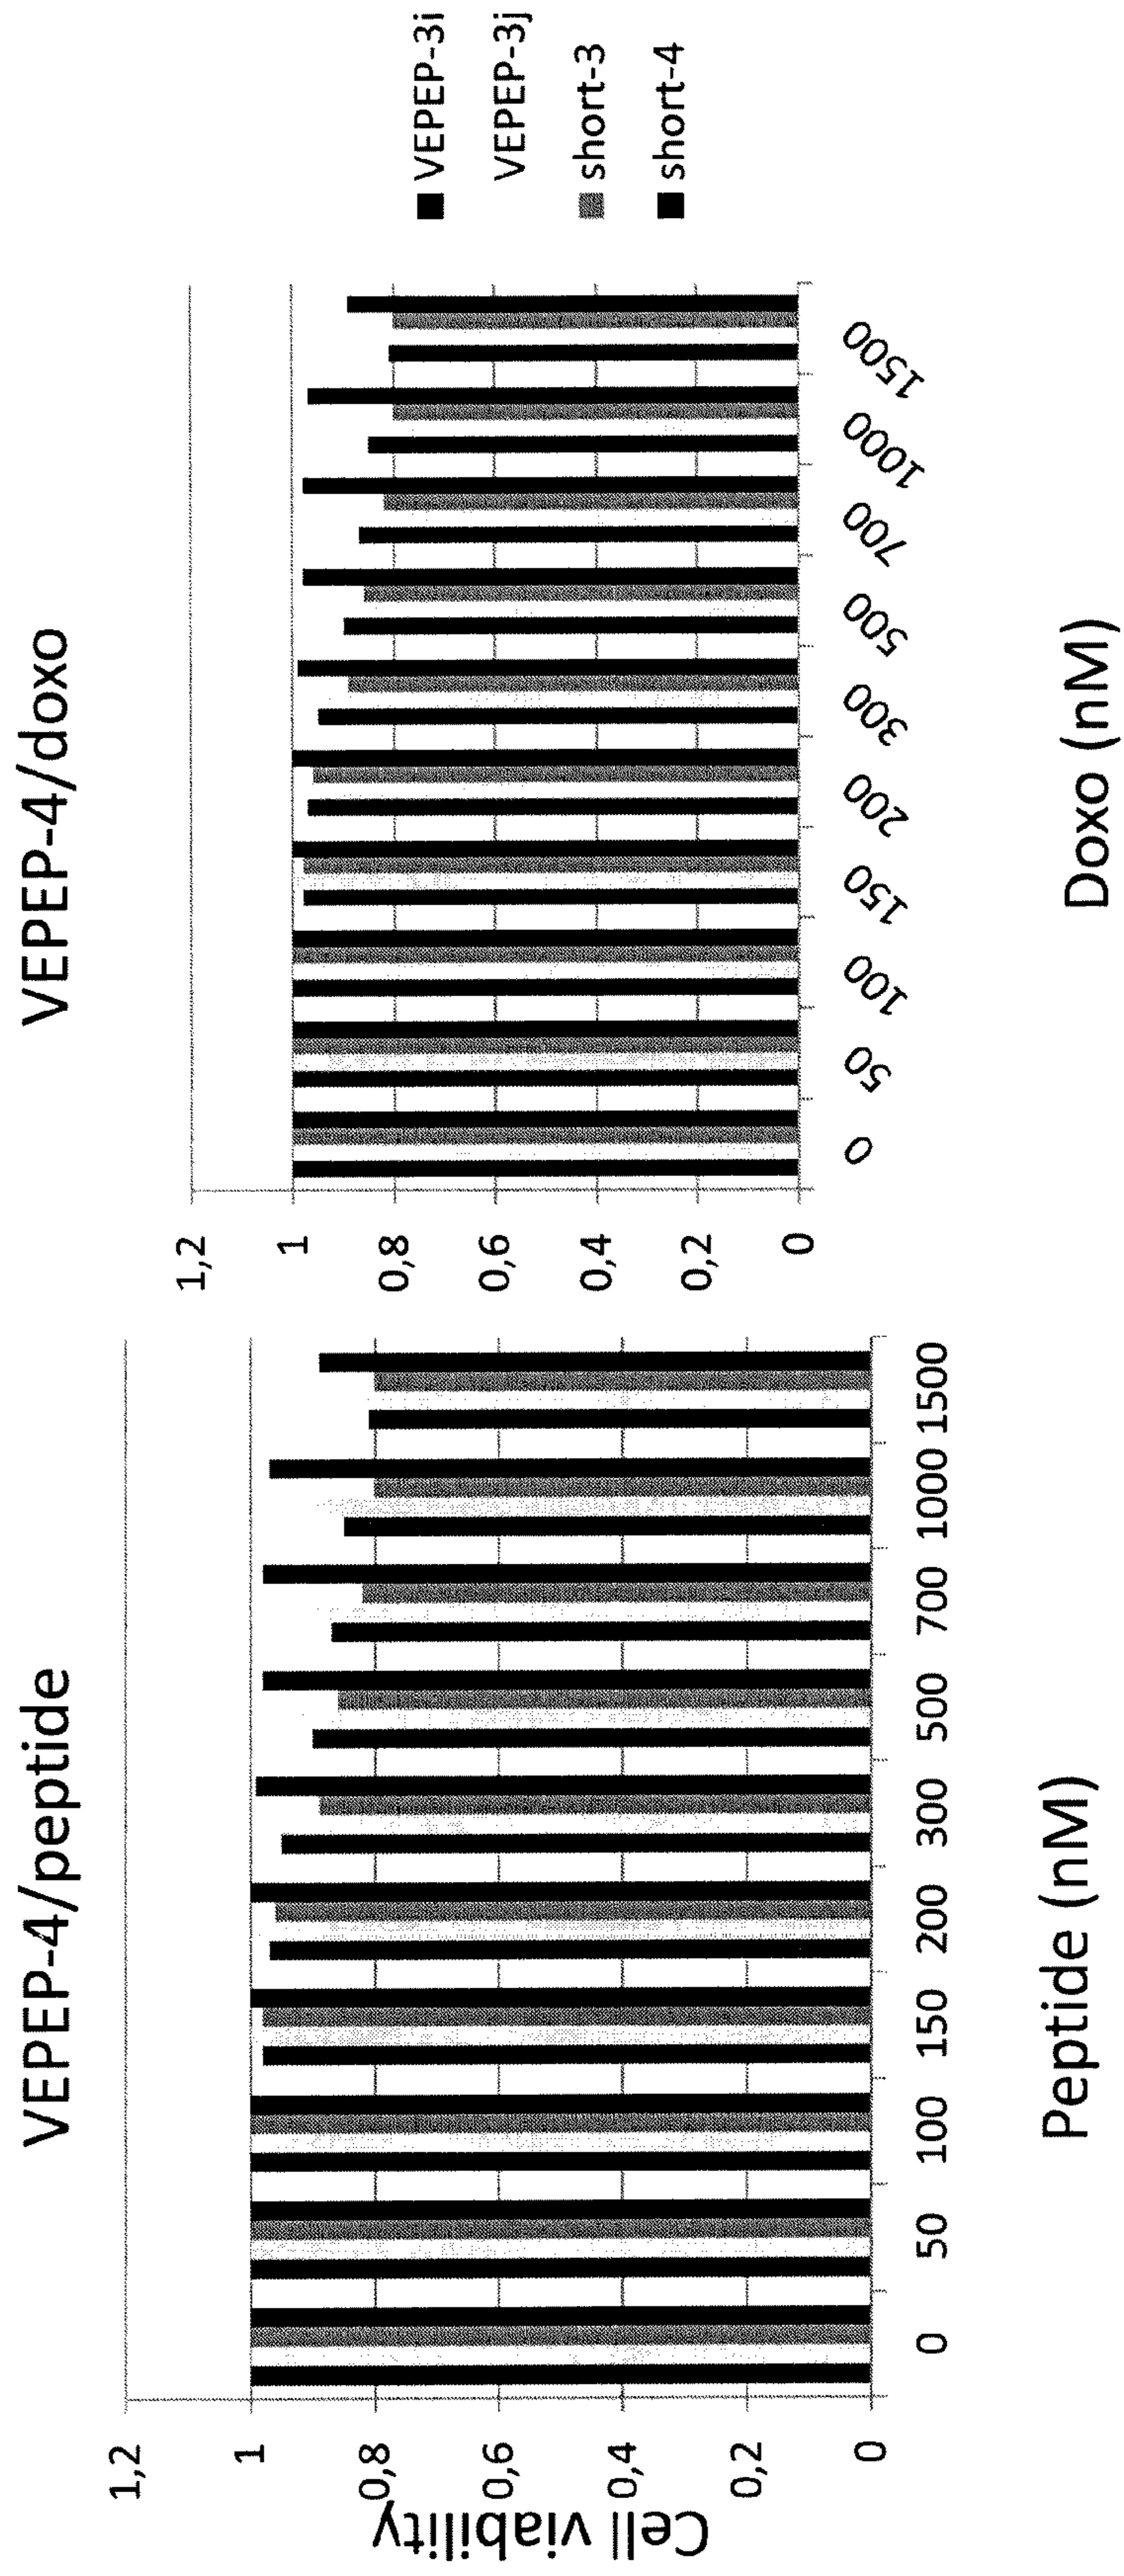 VEPEP-4/peptide
Cell viability
1,2
1
0,8
0,6
0,4
0,2
0
0 50 100 150 200 300 500 700 1000 1500
Peptide (nM)
VEPEP-4/doxo
1,2
1
0,8
0,6
0,4
0,2
0
0 50 100 150 200 300 500 700 1000 1500
Doxo (nM)
VEPEP-3i
VEPEP-3j
short-3
short-4